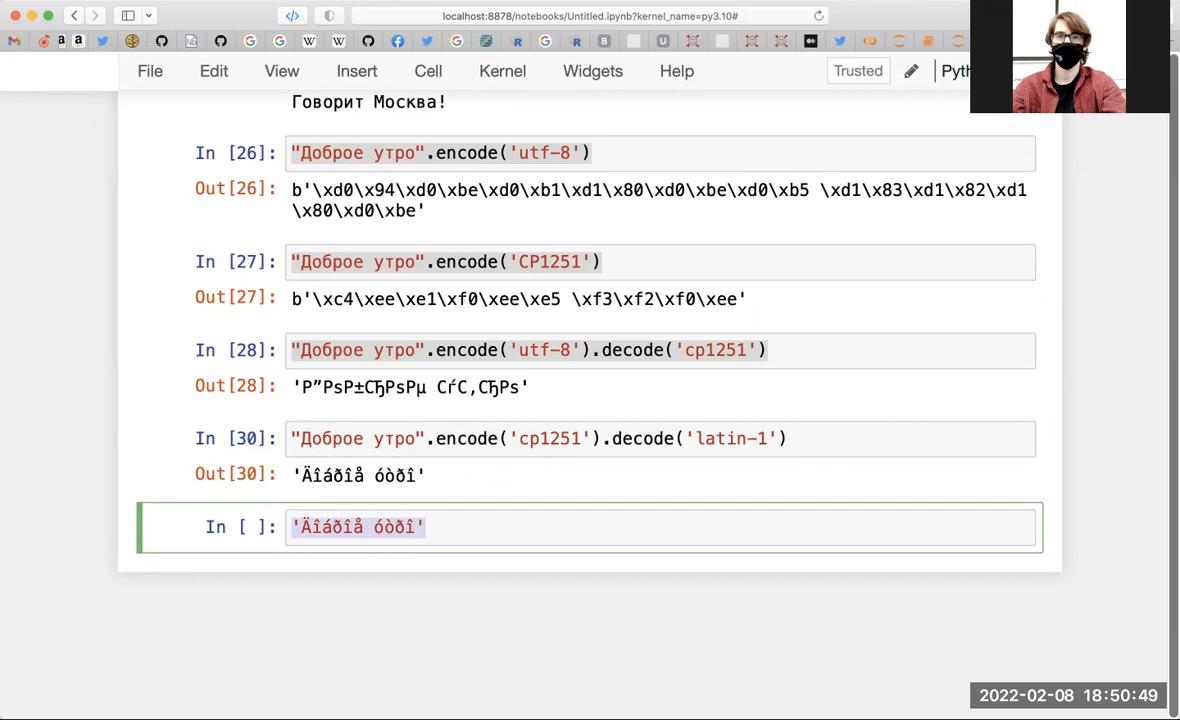 localhost:8878/notebooks/Untitled.ipynb?kernel_name=py3.10#
File Edit View Insert Cell Kernel Widgets Help Trusted Pyth
Говорит Москва!
In [26]: "Доброе утро".encode('utf-8')
Out[26]: b'\xd0\x94\xd0\xbe\xd0\xb1\xd1\x80\xd0\xbe\xd0\xb5 \xd1\x83\xd1\x82\xd1
\x80\xd0\xbe'
In [27]: "Доброе утро".encode('CP1251')
Out[27]: b'\xc4\xee\xe1\xf0\xee\xe5 \xf3\xf2\xf0\xee'
In [28]: "Доброе утро".encode('utf-8').decode('cp1251')
Out[28]: 'Р”РѕР±СЂРѕРµ СѓС‚СЂРѕ'
In [30]: "Доброе утро".encode('cp1251').decode('latin-1')
Out[30]: 'Äîáðîå óòðî'
In [ ]: 'Äîáðîå óòðî'
2022-02-08 18:50:49